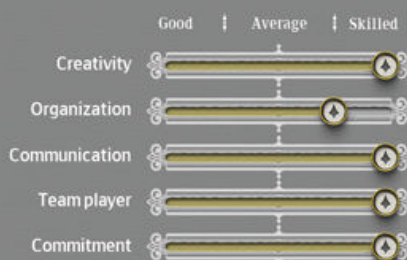 Good Average Skilled
Creativity
Organization
Communication
Team player
Commitment